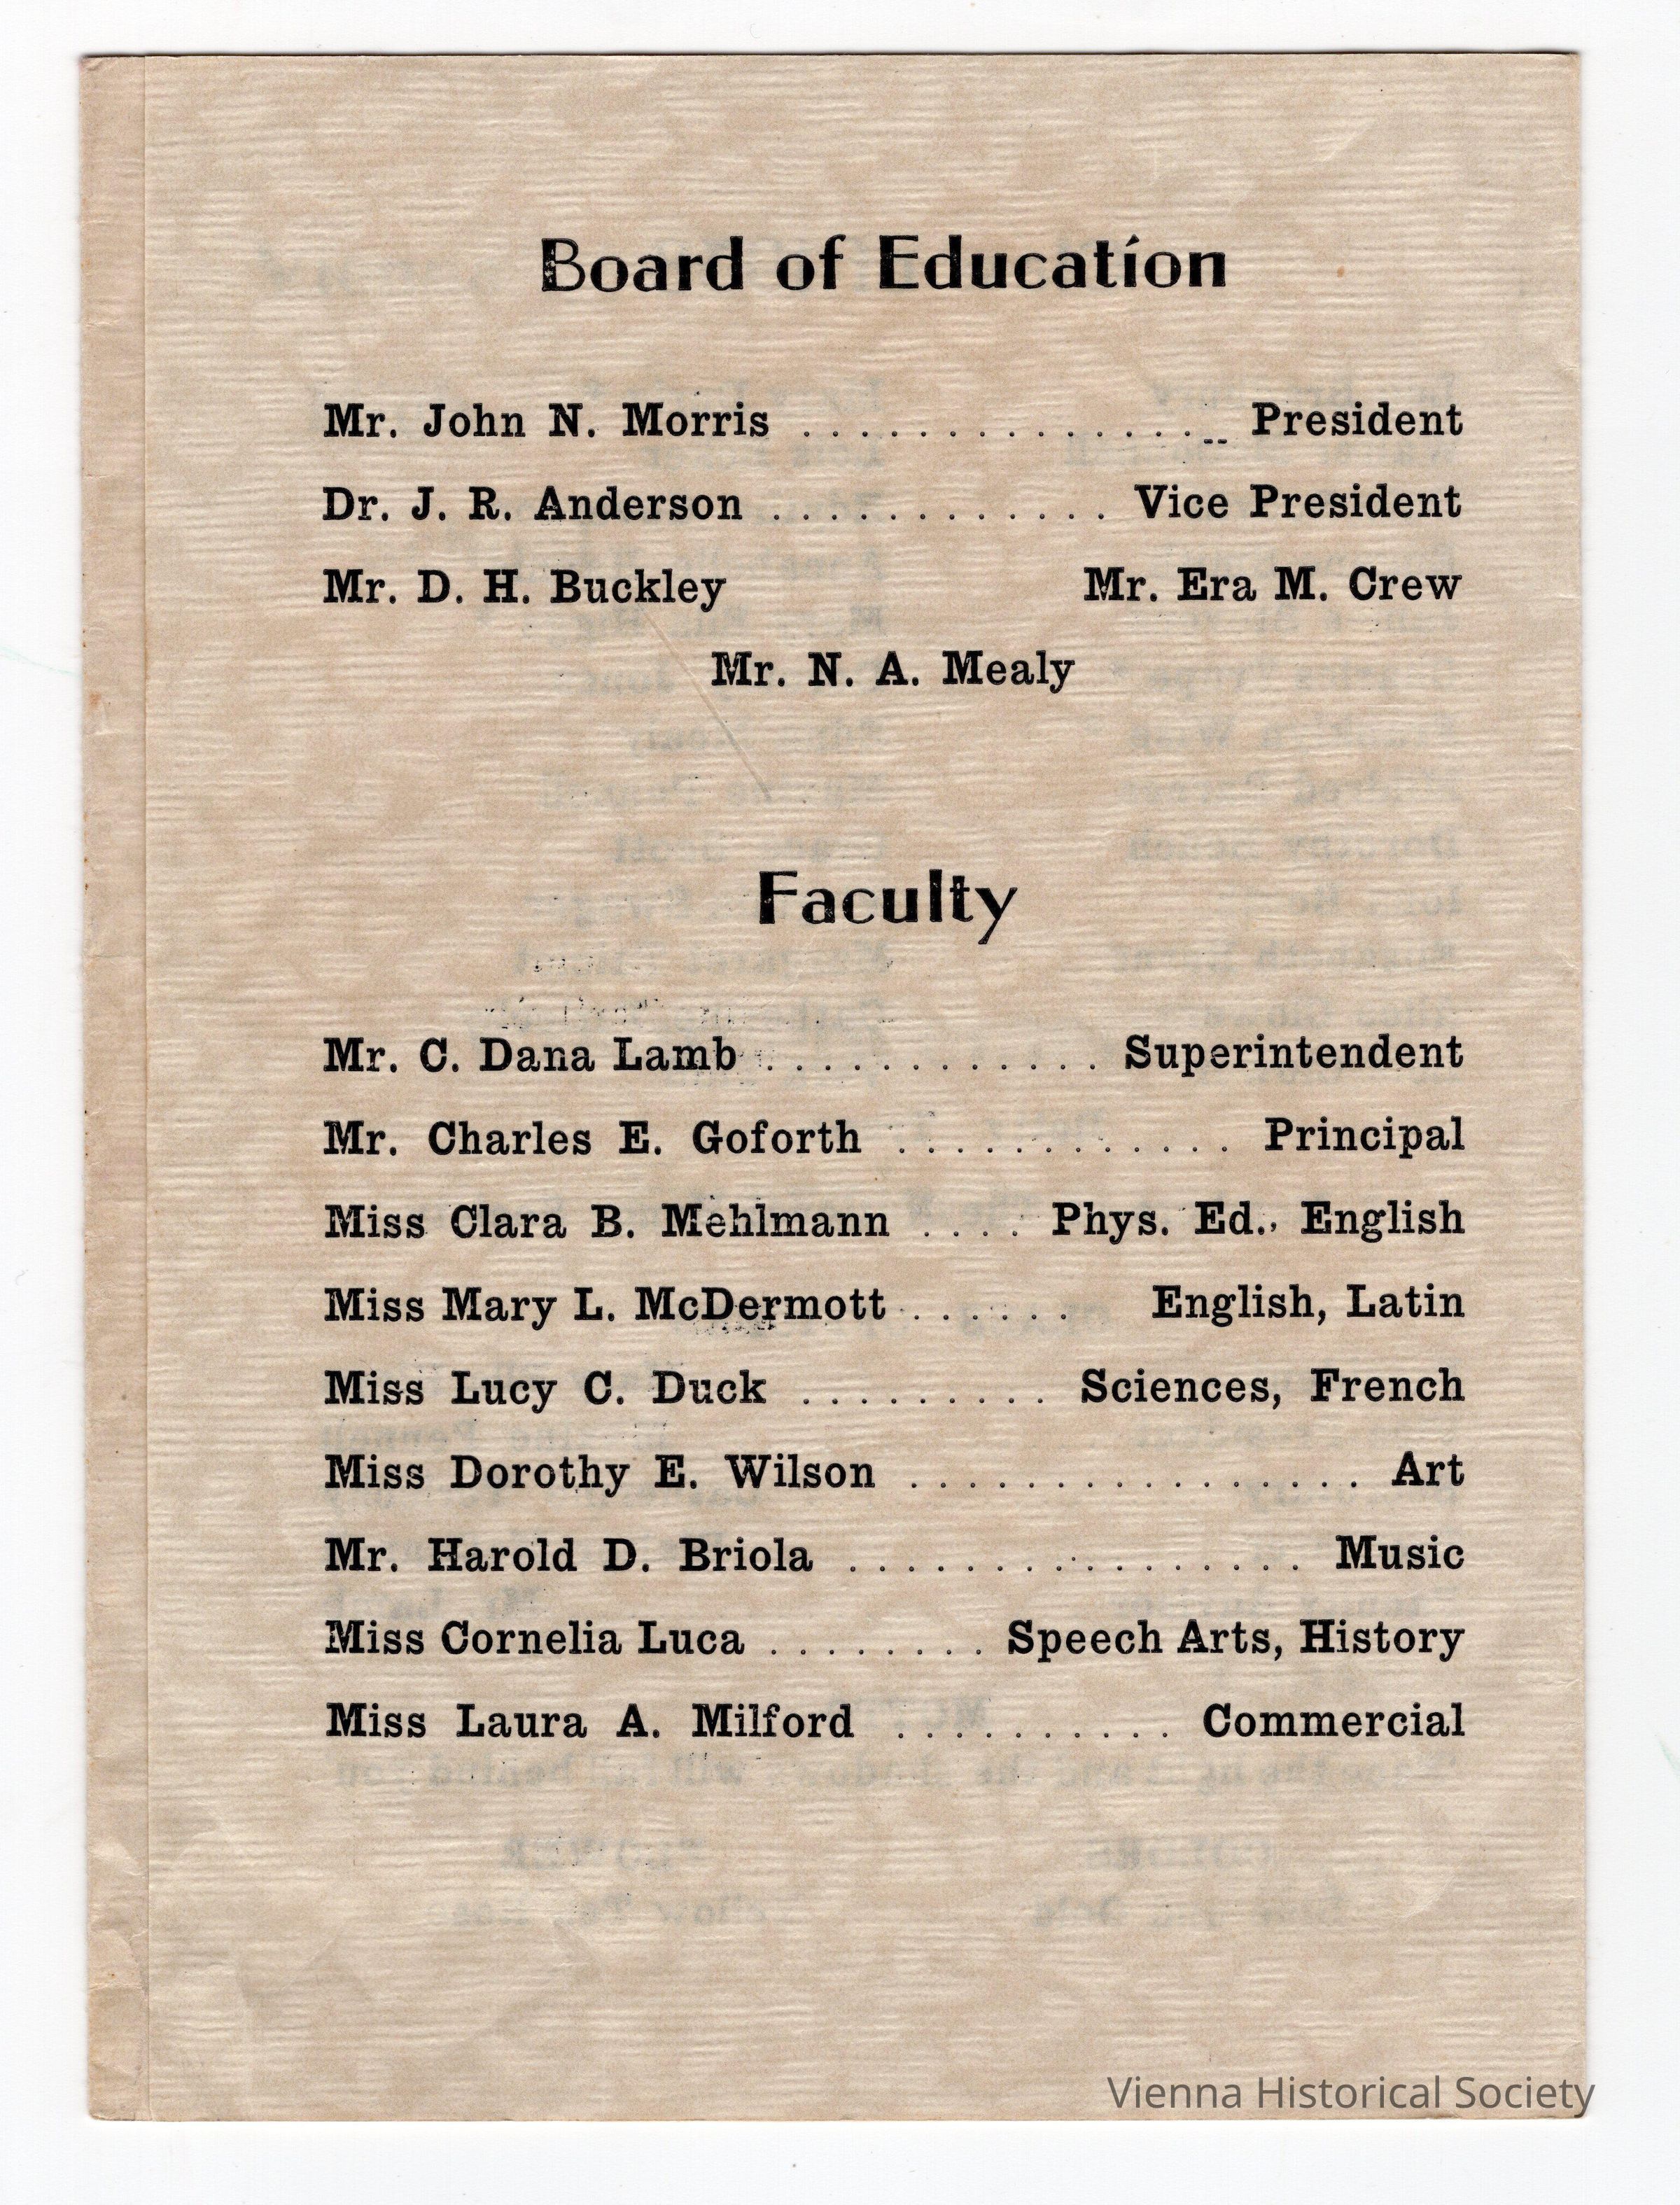 Board of Education
Mr. John N. Morris . . . . . . . . . . . . . . -- President
Dr. J. R. Anderson . . . . . . . . . . . . Vice President
Mr. D. H. Buckley Mr. Era M. Crew
Mr. N. A. Mealy
Faculty
Mr. C. Dana Lamb . . . . . . . . . . . . Superintendent
Mr. Charles E. Goforth . . . . . . . . . . . . Principal
Miss Clara B. Mehlmann . . . . Phys. Ed., English
Miss Mary L. McDermott . . . . . . English, Latin
Miss Lucy C. Duck . . . . . . . . . Sciences, French
Miss Dorothy E. Wilson . . . . . . . . . . . . . . . . Art
Mr. Harold D. Briola . . . . . . . . . . . . . . . . Music
Miss Cornelia Luca . . . . . . . . Speech Arts, History
Miss Laura A. Milford . . . . . . . . . . Commercial
Vienna Historical Society